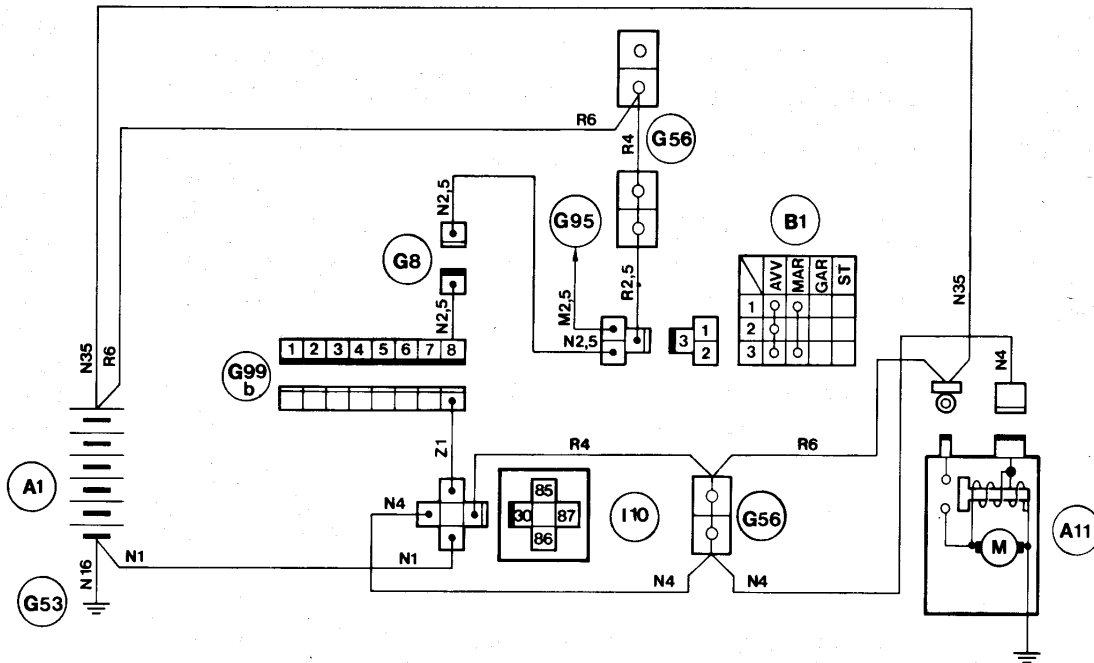 R6
R4
G56
N2,5
G95
B1
G8
AVV MAR GAR ST
1
2
3
M2,5
R2,5
N2,5
N2,5
3 1
2
N35
N35
R6
1 2 3 4 5 6 7 8
G99
b
N4
Z1
R4
R6
A1
N4
85
30 87
86
I10
G56
M
A11
N16
N1
N1
N4
N4
G53